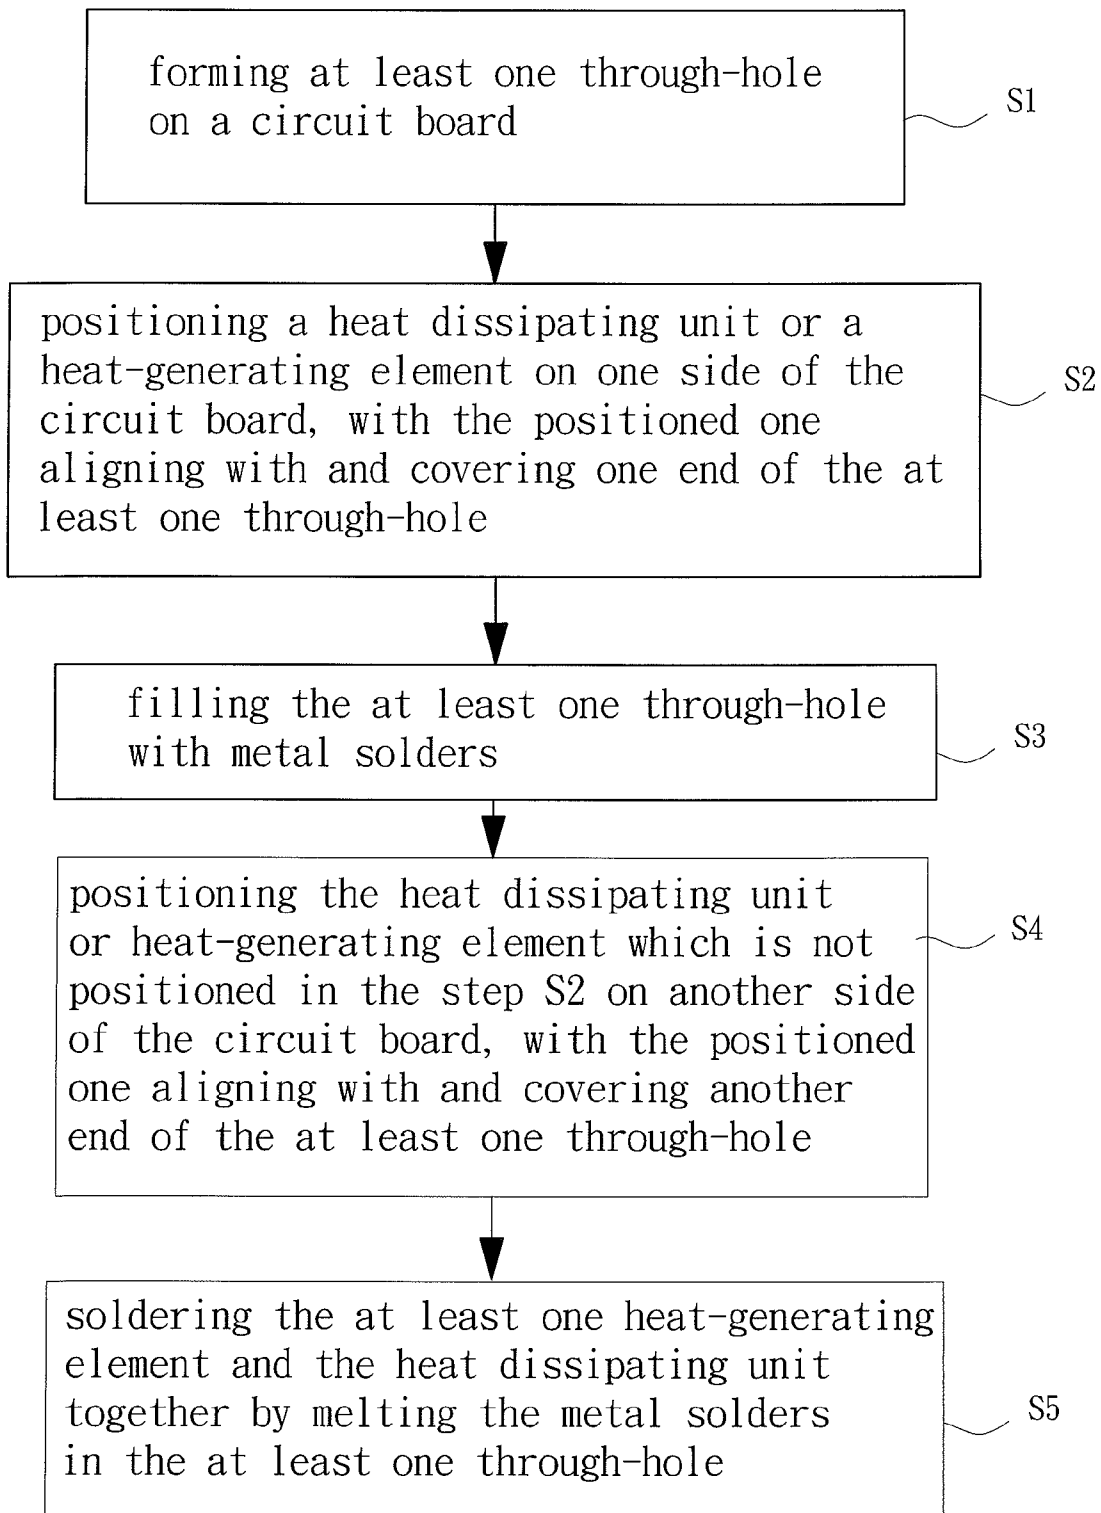 forming at least one through-hole
on a circuit board
S1
positioning a heat dissipating unit or a
heat-generating element on one side of the
circuit board, with the positioned one
aligning with and covering one end of the at
least one through-hole
S2
filling the at least one through-hole
with metal solders
S3
positioning the heat dissipating unit
or heat-generating element which is not
positioned in the step S2 on another side
of the circuit board, with the positioned
one aligning with and covering another
end of the at least one through-hole
S4
soldering the at least one heat-generating
element and the heat dissipating unit
together by melting the metal solders
in the at least one through-hole
S5